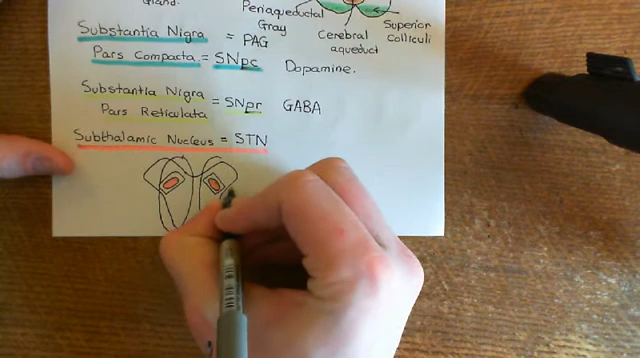 Gland.
Periaqueductal
Gray
Superior
Colliculi
Cerebral
aqueduct
Substantia Nigra = PAG
Pars Compacta = SNpc Dopamine.
Substantia Nigra
Pars Reticulata = SNpr GABA
Subthalamic Nucleus = STN